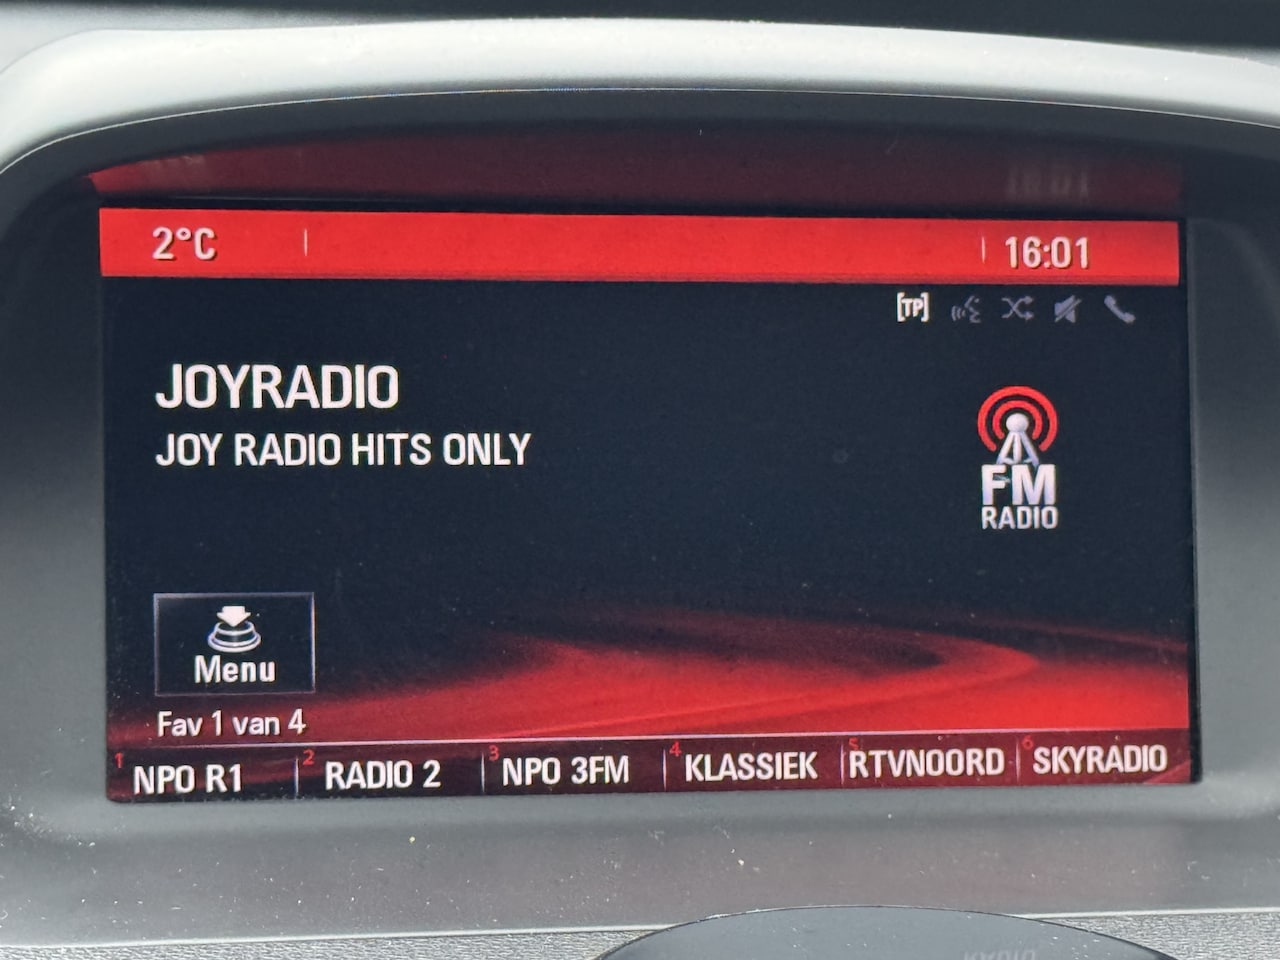 2°C
16:01
[TP]
JOYRADIO
JOY RADIO HITS ONLY
FM
RADIO
Menu
Fav 1 van 4
1 NPO R1 2 RADIO 2 3 NPO 3FM 4 KLASSIEK 5 RTVNOORD 6 SKYRADIO